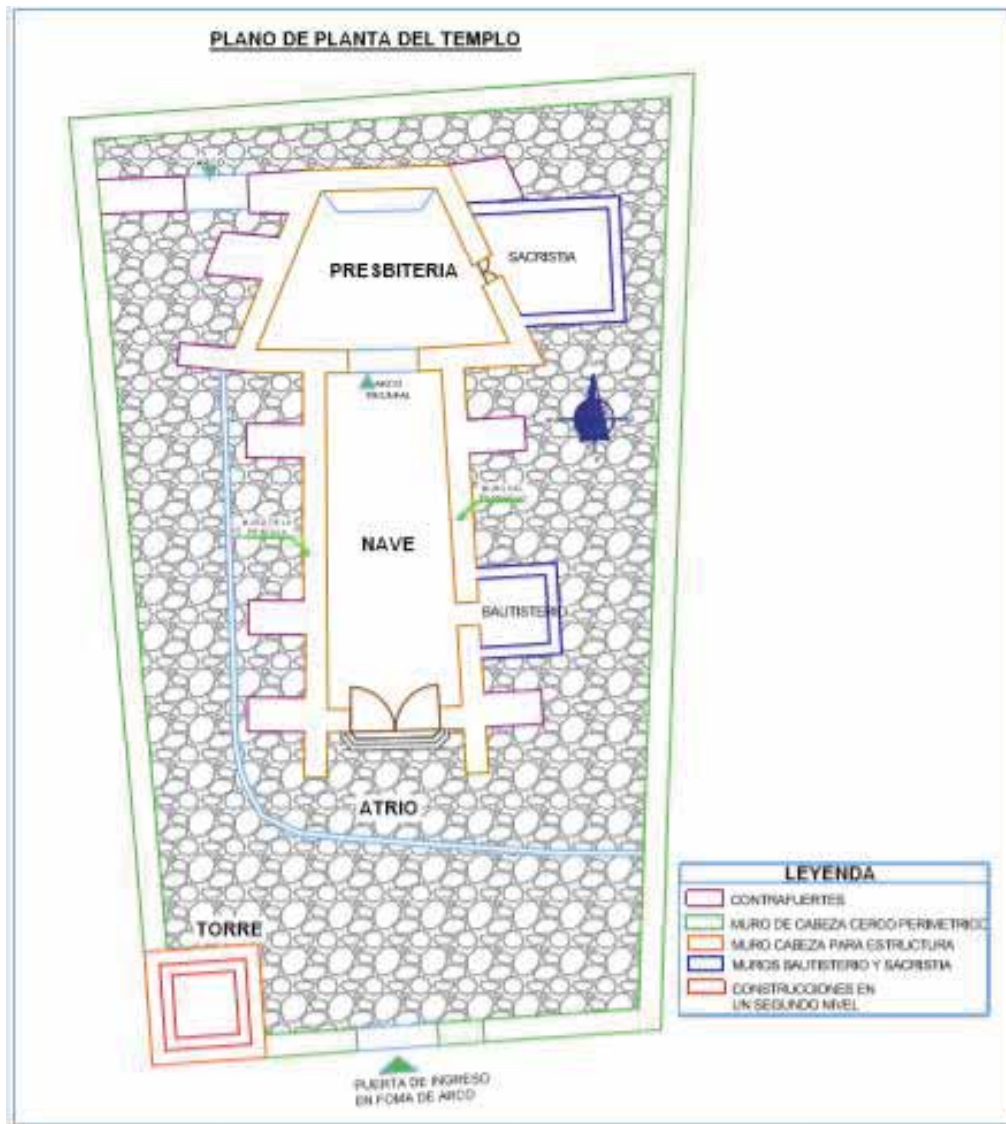 PLANO DE PLANTA DEL TEMPLO
PRESBITERIA
SACRISTIA
ARCO
NAVE
BAUTISTERIO
ATRIO
TORRE
LEYENDA
CONTRAFUERTES
MURO DE CABEZA CERCO PERIMETRICO
MURO CABEZA PARA ESTRUCTURA
MUROS BAUTISTERIO Y SACRISTIA
CONSTRUCCIONES EN
UN SEGUNDO NIVEL
PUERTA DE INGRESO
EN FOMA DE ARCO